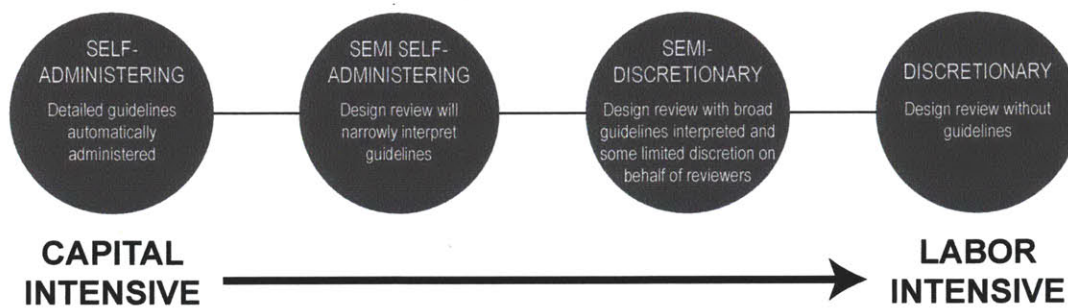 SELF-
ADMINISTERING
Detailed guidelines
automatically
administered
SEMI SELF-
ADMINISTERING
Design review will
narrowly interpret
guidelines
SEMI-
DISCRETIONARY
Design review with broad
guidelines interpreted and
some limited discretion on
behalf of reviewers
DISCRETIONARY
Design review without
guidelines
CAPITAL
INTENSIVE
LABOR
INTENSIVE